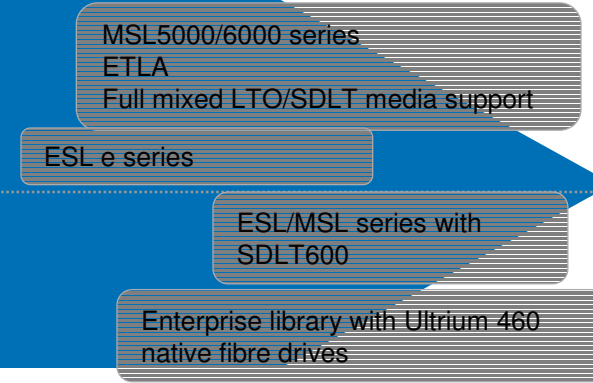 MSL5000/6000 series
ETLA
Full mixed LTO/SDLT media support
ESL e series
ESL/MSL series with
SDLT600
Enterprise library with Ultrium 460
native fibre drives